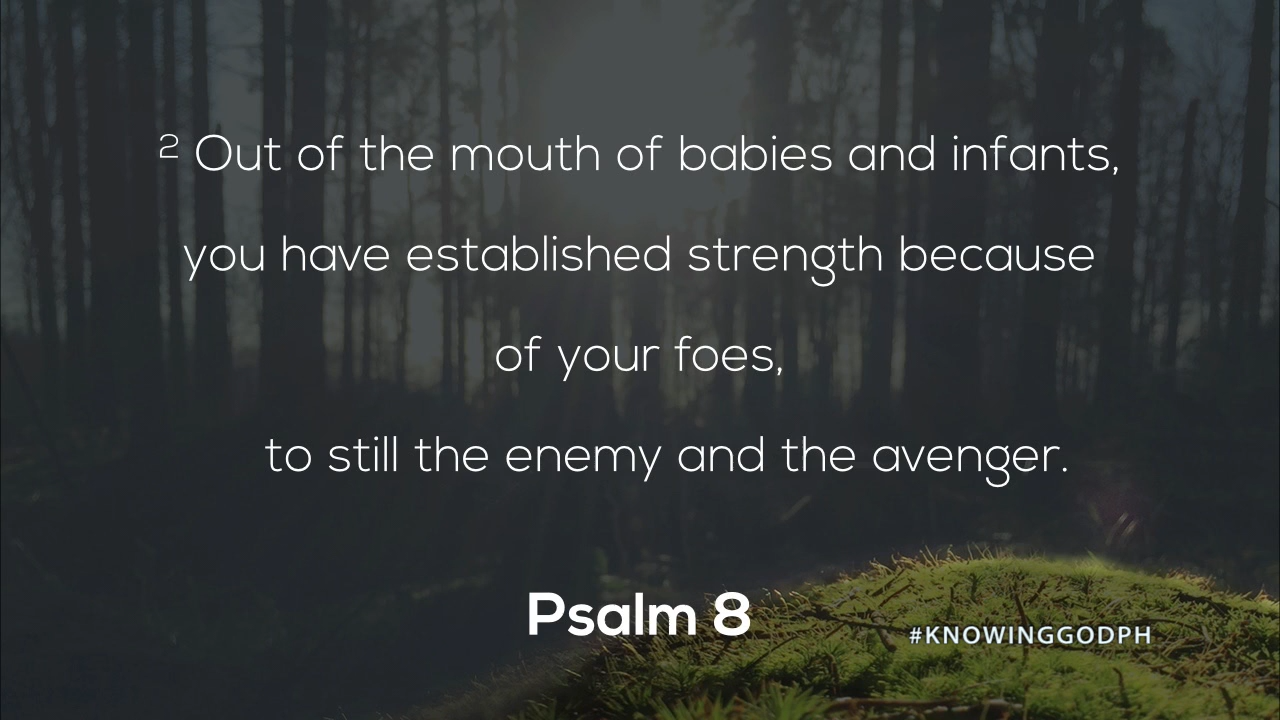 ² Out of the mouth of babies and infants,
you have established strength because
of your foes,
to still the enemy and the avenger.
Psalm 8
#KNOWINGGODPH